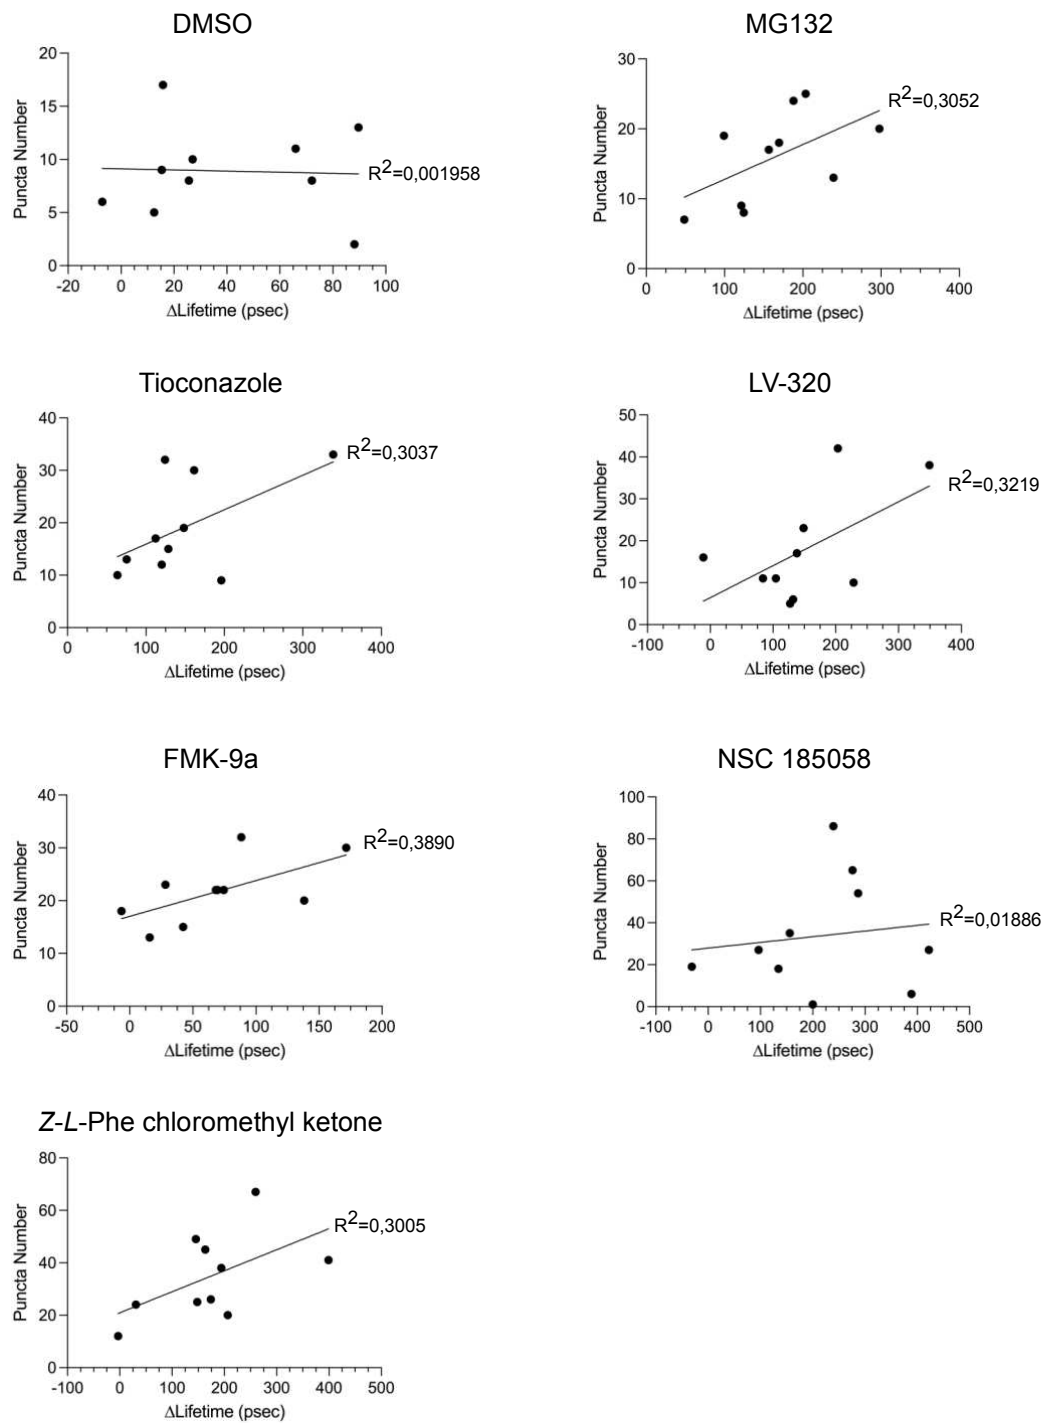 DMSO
20
15
10
5
0
Puncta Number
-20 0 20 40 60 80 100
ΔLifetime (psec)
R2=0,001958
MG132
30
20
10
0
Puncta Number
0 100 200 300 400
ΔLifetime (psec)
R2=0,3052
Tioconazole
40
30
20
10
0
Puncta Number
0 100 200 300 400
ΔLifetime (psec)
R2=0,3037
LV-320
50
40
30
20
10
0
Puncta Number
-100 0 100 200 300 400
ΔLifetime (psec)
R2=0,3219
FMK-9a
40
30
20
10
0
Puncta Number
-50 0 50 100 150 200
ΔLifetime (psec)
R2=0,3890
NSC 185058
100
80
60
40
20
0
Puncta Number
-100 0 100 200 300 400 500
ΔLifetime (psec)
R2=0,01886
Z-L-Phe chloromethyl ketone
80
60
40
20
0
Puncta Number
-100 0 100 200 300 400 500
ΔLifetime (psec)
R2=0,3005